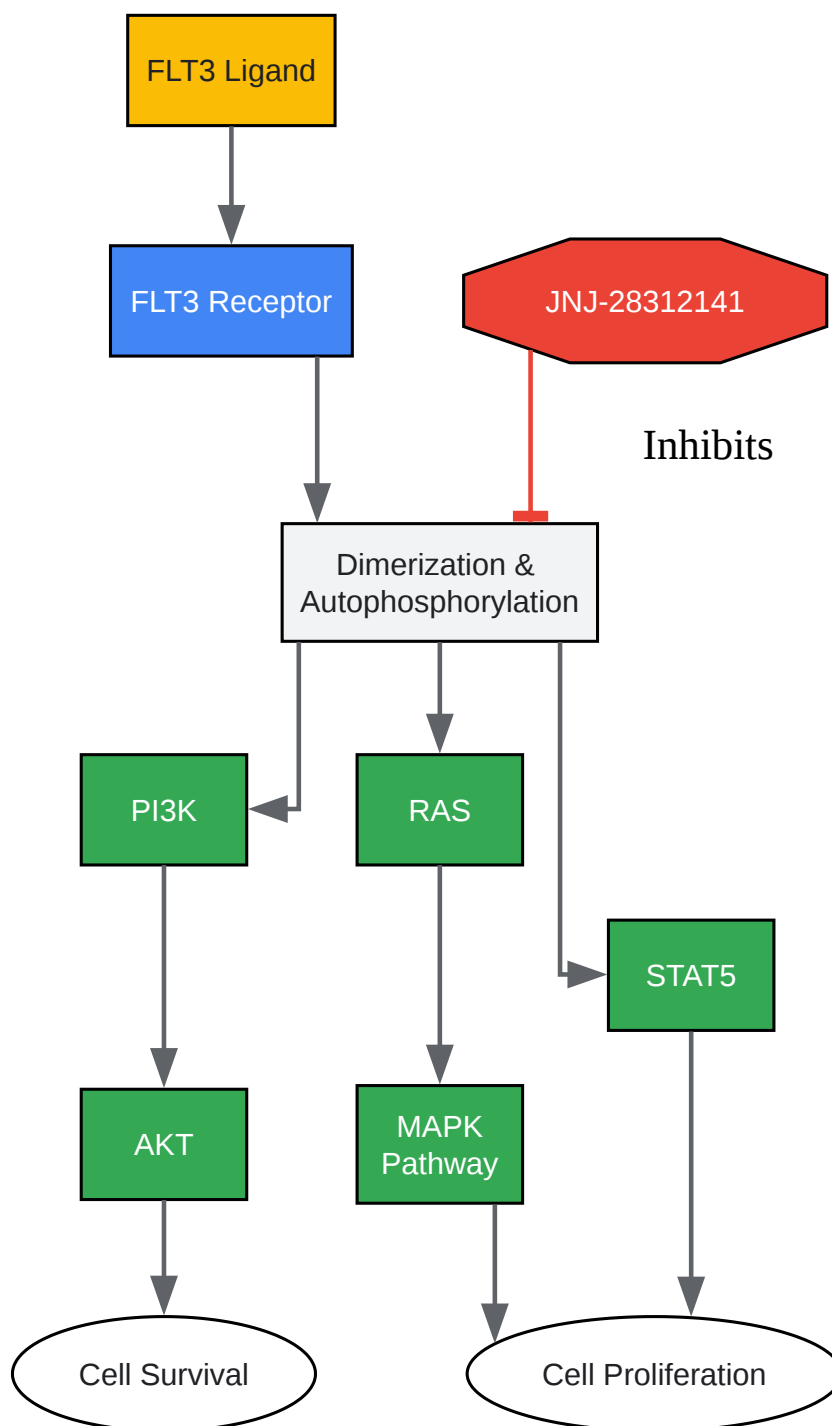 FLT3 Ligand
FLT3 Receptor
JNJ-28312141
Inhibits
Dimerization &
Autophosphorylation
PI3K
RAS
STAT5
AKT
MAPK
Pathway
Cell Survival
Cell Proliferation